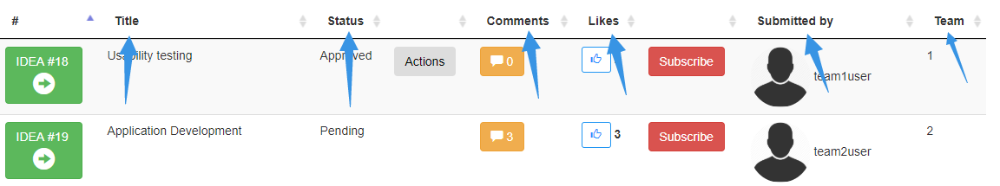 # Title Status Comments Likes Submitted by Team
IDEA #18 Usability testing Approved Actions 0 Subscribe team1user 1
IDEA #19 Application Development Pending 3 3 Subscribe team2user 2